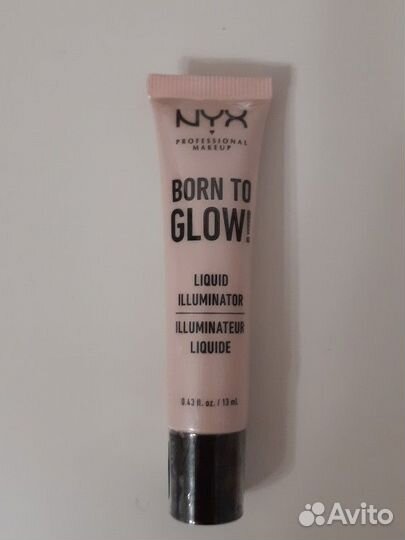 NYX
PROFESSIONAL
MAKEUP
BORN TO
GLOW!
LIQUID
ILLUMINATOR
ILLUMINATEUR
LIQUIDE
0.43 fl. oz. / 13 mL
Avito